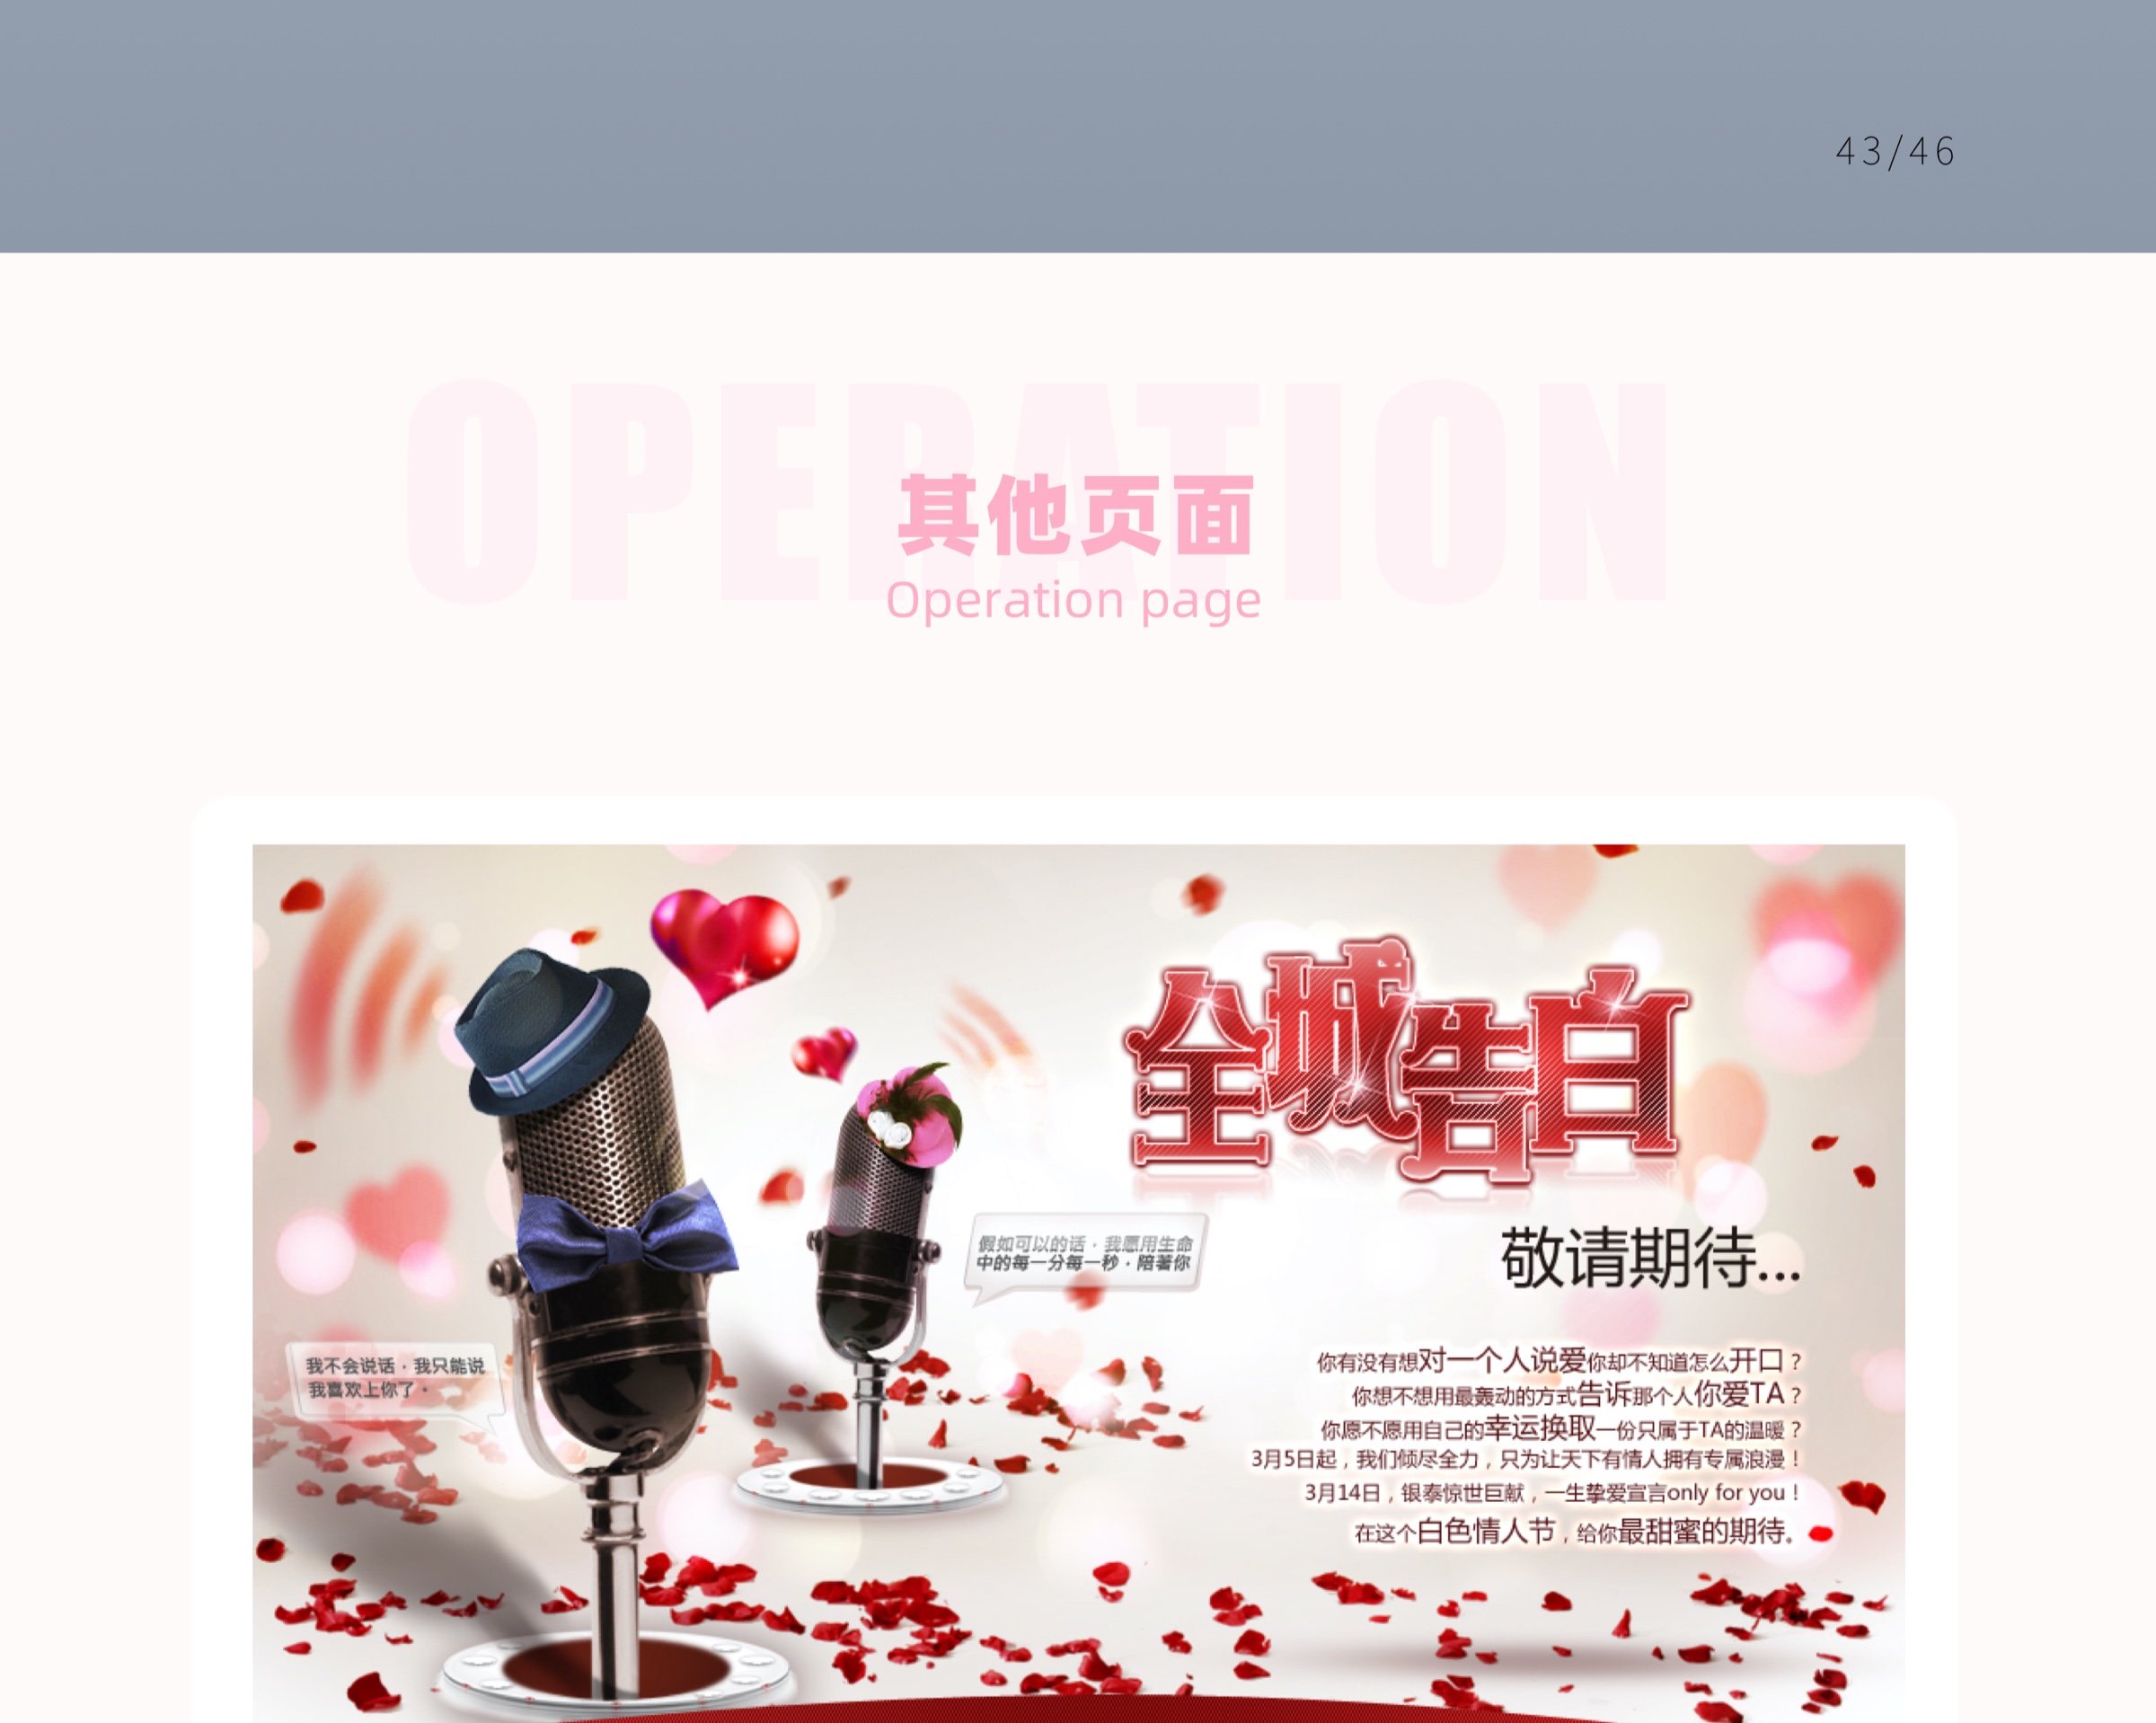 43/46
OPERATION
其他页面
Operation page
全城告白
假如可以的话·我愿用生命
中的每一分每一秒·陪著你
敬请期待...
我不会说话·我只能说
我喜欢上你了·
你有没有想对一个人说爱你却不知道怎么开口？
你想不想用最轰动的方式告诉那个人你爱TA？
你愿不愿用自己的幸运换取一份只属于TA的温暖？
3月5日起，我们倾尽全力，只为让天下有情人拥有专属浪漫！
3月14日，银泰惊世巨献，一生挚爱宣言only for you！
在这个白色情人节，给你最甜蜜的期待。